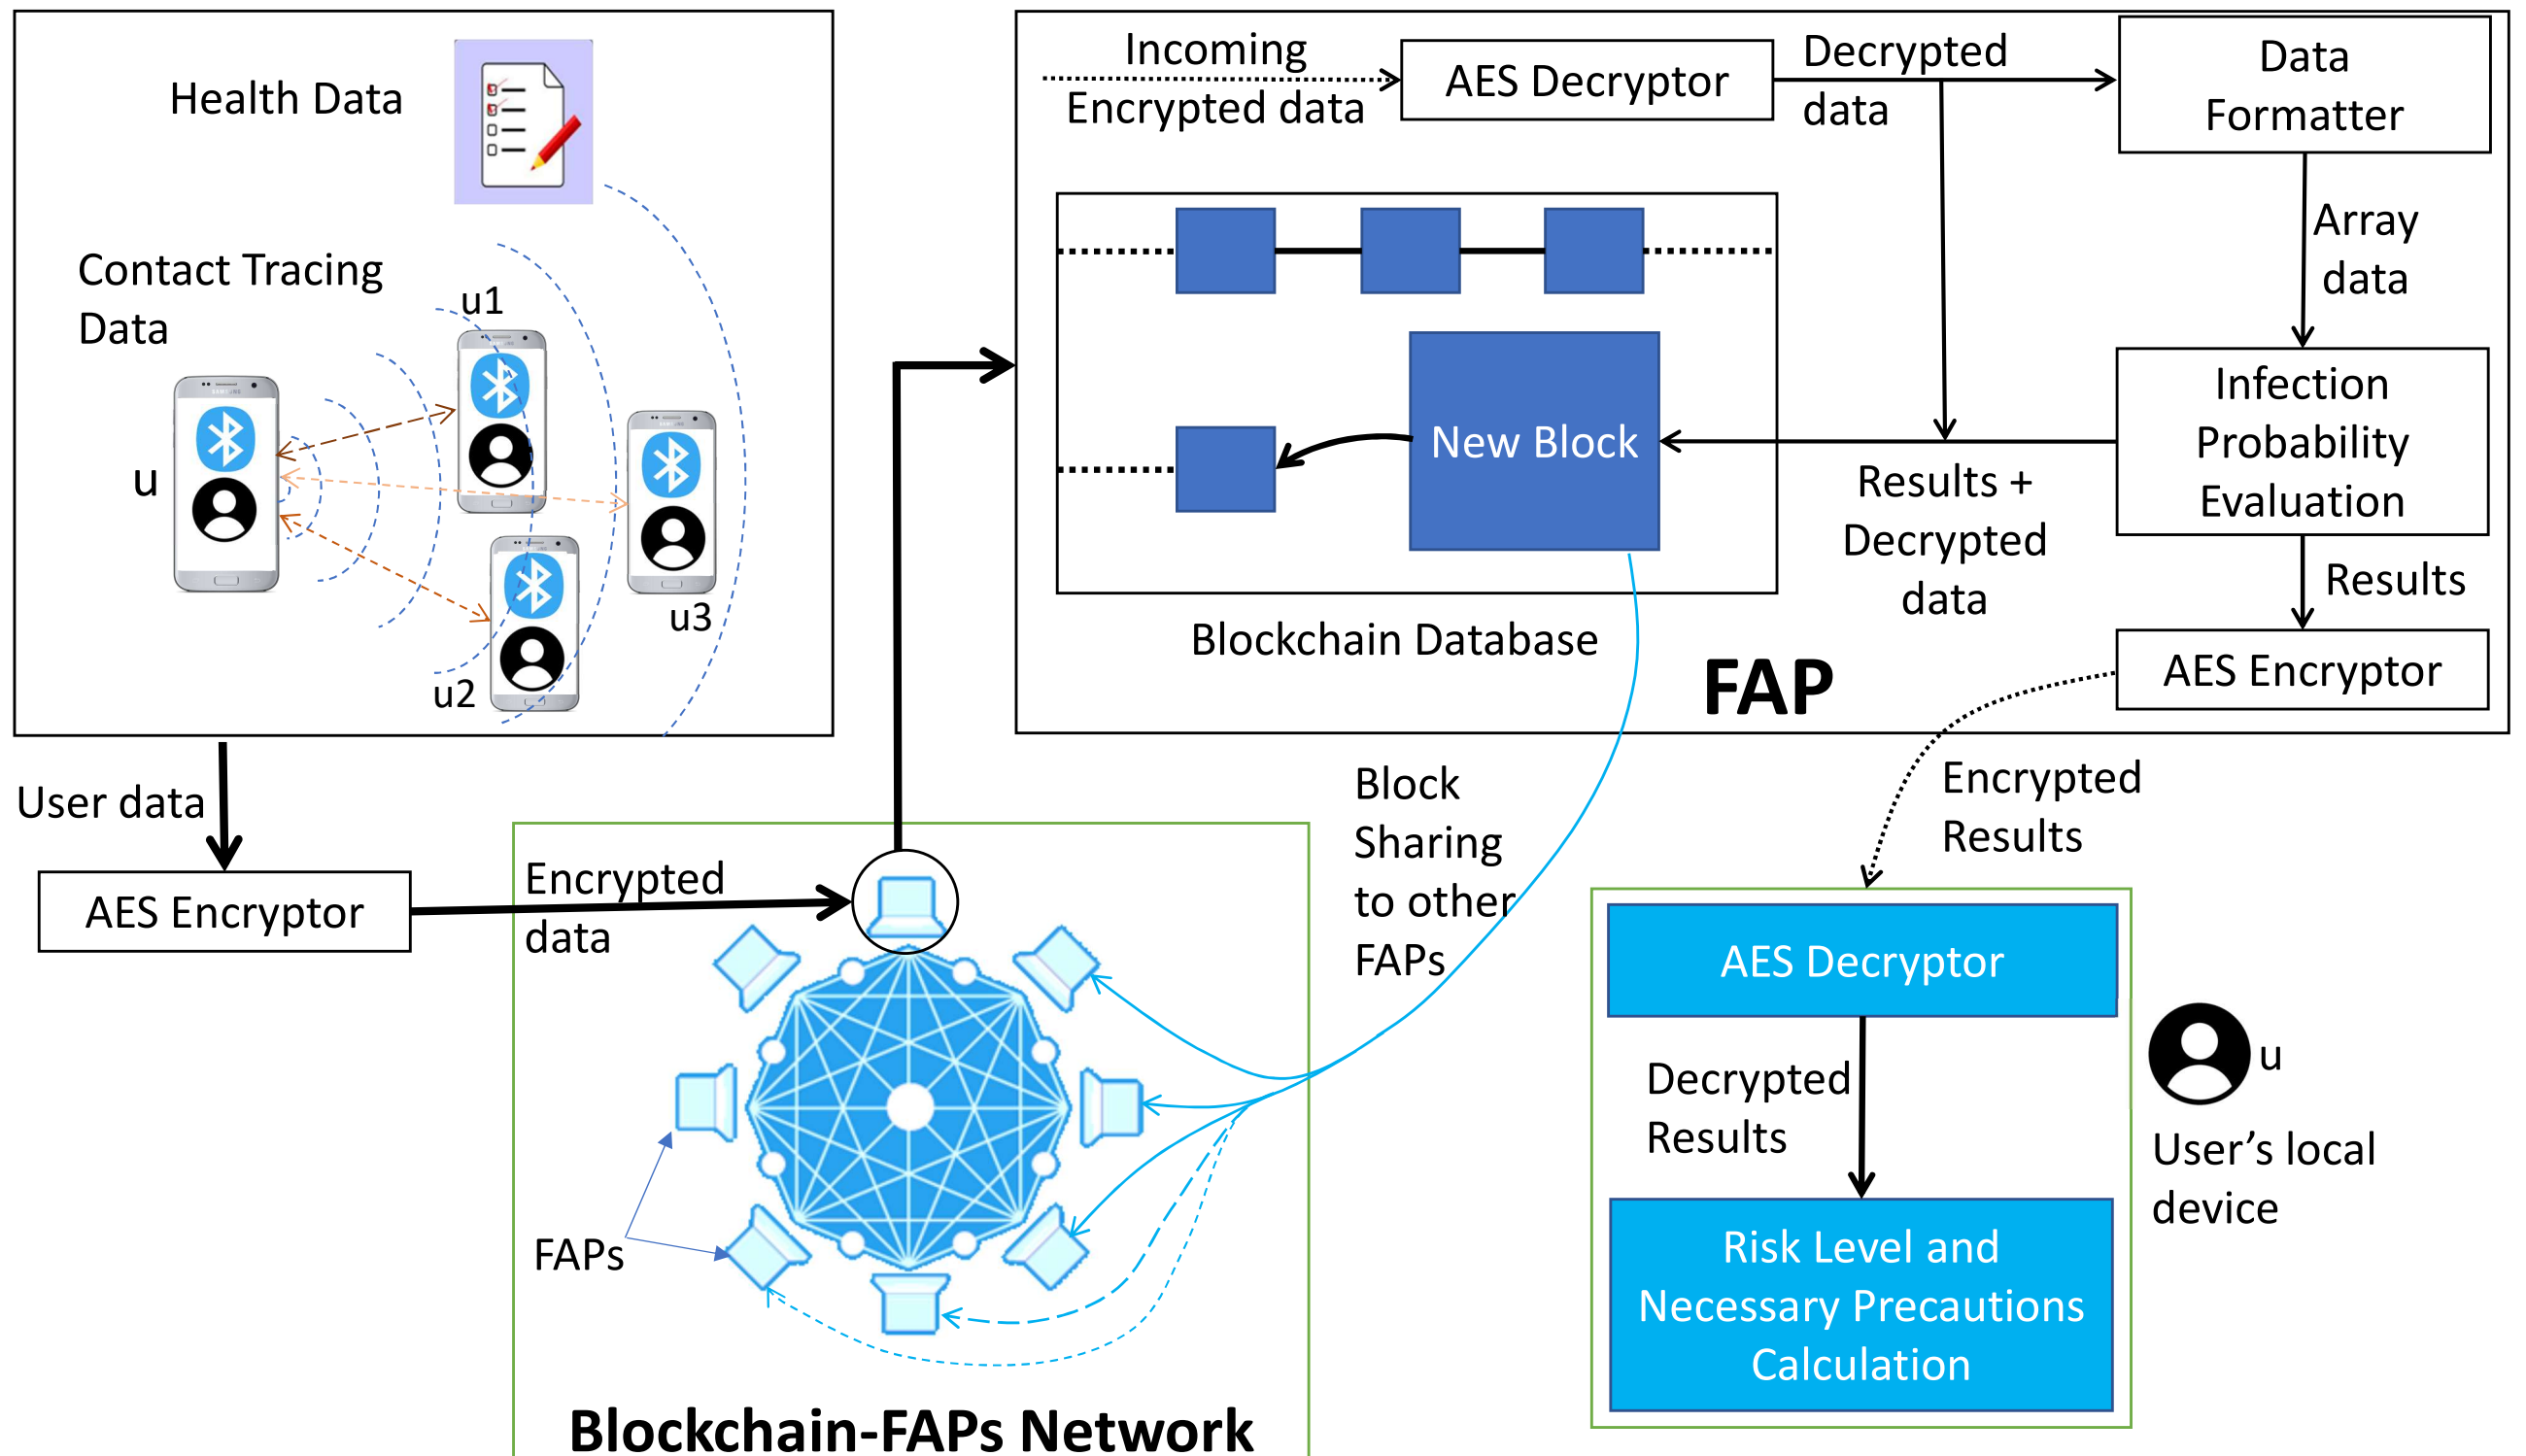 Health Data
Contact Tracing
Data
u1
u
u3
u2
User data
AES Encryptor
Encrypted
data
FAPs
Blockchain-FAPs Network
Incoming
Encrypted data
AES Decryptor
Decrypted
data
Data
Formatter
Array
data
Infection
Probability
Evaluation
New Block
Results +
Decrypted
data
Results
AES Encryptor
Blockchain Database
FAP
Block
Sharing
to other
FAPs
Encrypted
Results
AES Decryptor
Decrypted
Results
Risk Level and
Necessary Precautions
Calculation
u
User’s local
device